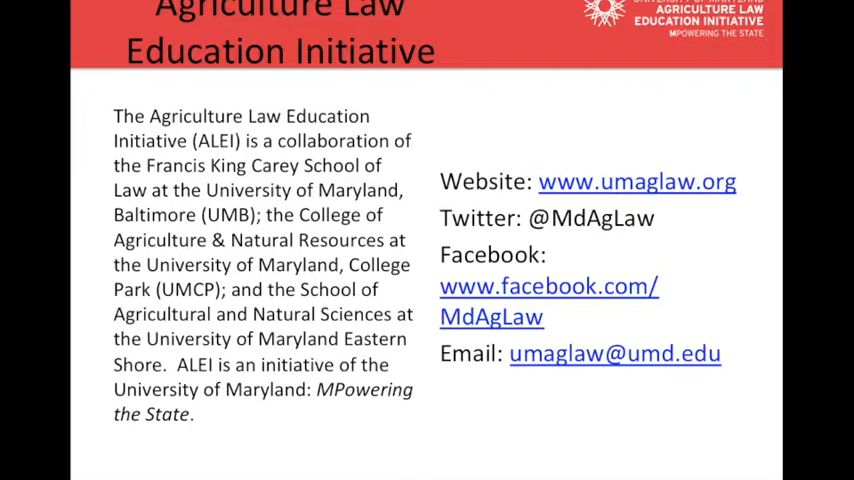 Agriculture Law
Education Initiative
UNIVERSITY OF MARYLAND
AGRICULTURE LAW
EDUCATION INITIATIVE
MPOWERING THE STATE
The Agriculture Law Education
Initiative (ALEI) is a collaboration of
the Francis King Carey School of
Law at the University of Maryland,
Baltimore (UMB); the College of
Agriculture & Natural Resources at
the University of Maryland, College
Park (UMCP); and the School of
Agricultural and Natural Sciences at
the University of Maryland Eastern
Shore.  ALEI is an initiative of the
University of Maryland: MPowering
the State.
Website: www.umaglaw.org
Twitter: @MdAgLaw
Facebook:
www.facebook.com/
MdAgLaw
Email: umaglaw@umd.edu